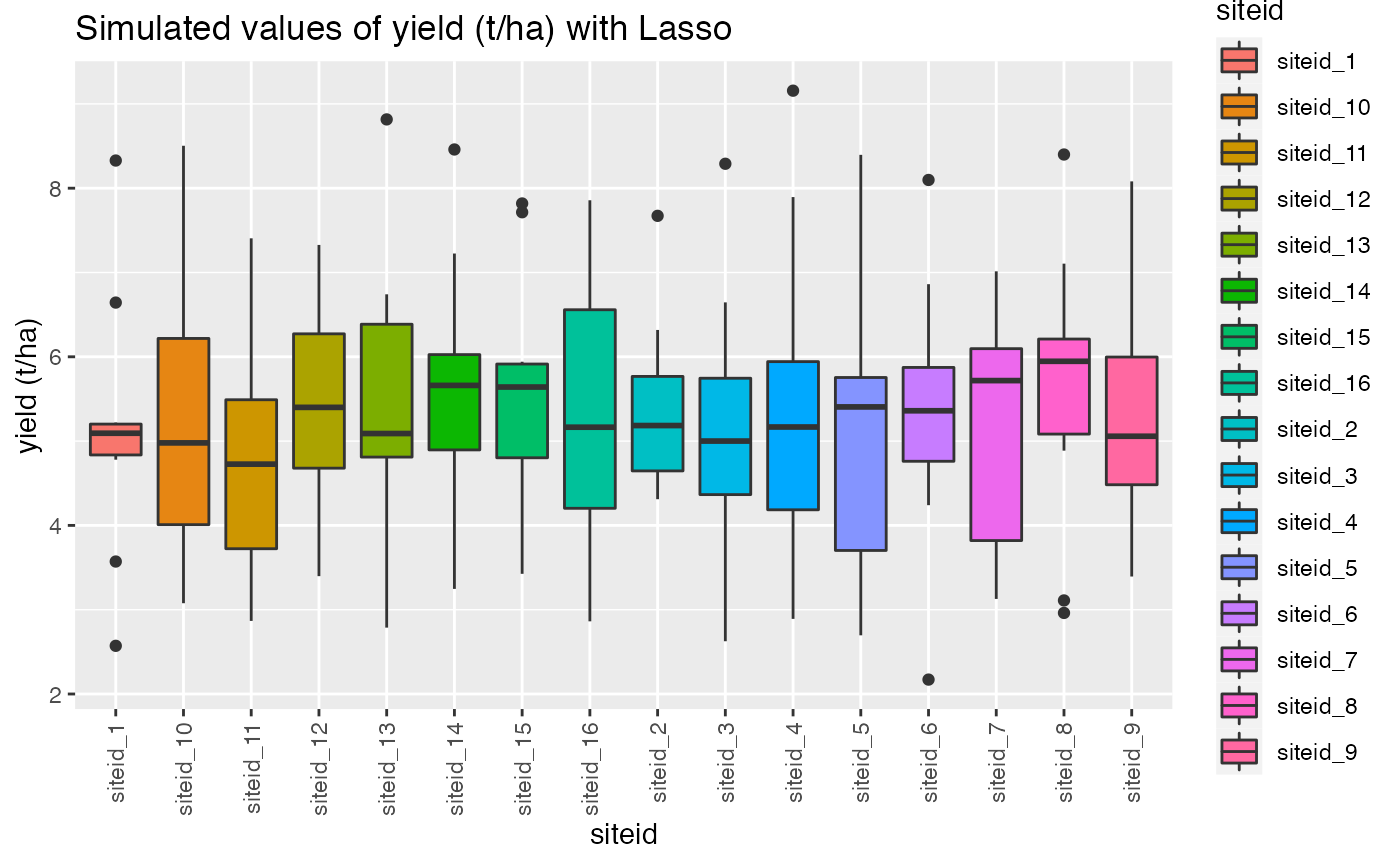 Simulated values of yield (t/ha) with Lasso
yield (t/ha)
8
6
4
2
siteid_1
siteid_10
siteid_11
siteid_12
siteid_13
siteid_14
siteid_15
siteid_16
siteid_2
siteid_3
siteid_4
siteid_5
siteid_6
siteid_7
siteid_8
siteid_9
siteid
siteid
siteid_1
siteid_10
siteid_11
siteid_12
siteid_13
siteid_14
siteid_15
siteid_16
siteid_2
siteid_3
siteid_4
siteid_5
siteid_6
siteid_7
siteid_8
siteid_9